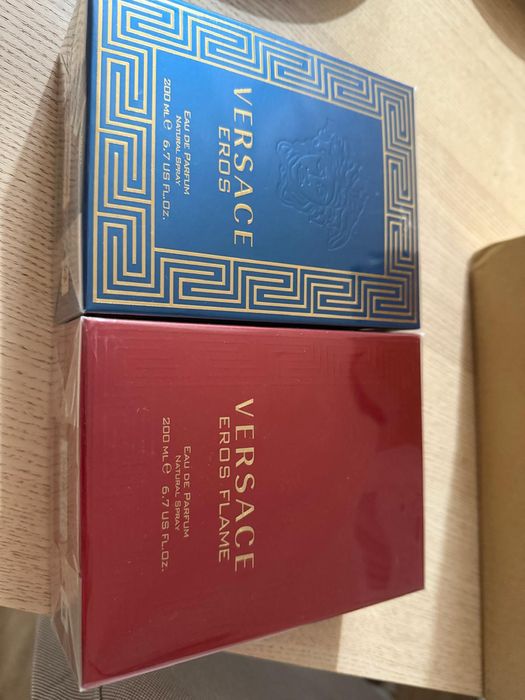 VERSACE
EROS
EAU DE PARFUM
NATURAL SPRAY
200 ML ℮ 6,7 US FL.OZ.
VERSACE
EROS FLAME
EAU DE PARFUM
NATURAL SPRAY
200 ML ℮ 6.7 US FL.OZ.